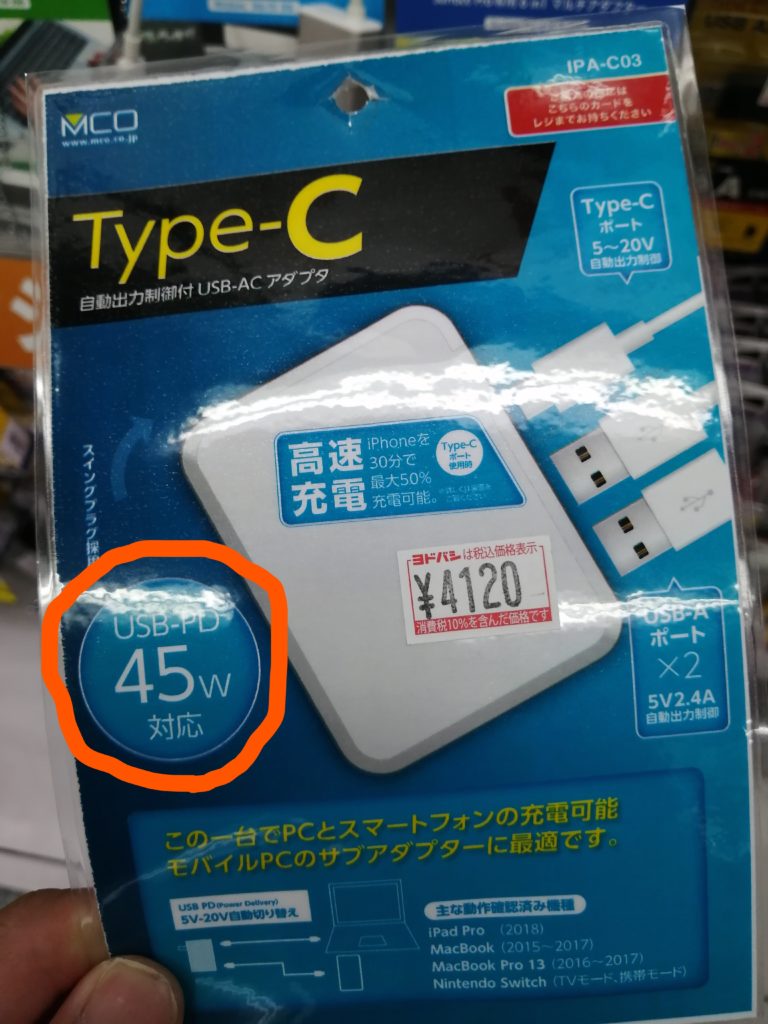 IPA-C03
こちらのカードを
レジまでお持ちください
MCO
www.mco.co.jp
Type-C
自動出力制御付 USB-AC アダプタ
Type-C
ポート
5～20V
自動出力制御
スイングプラグ採用
高速
充電
iPhoneを
30分で
最大50%
充電可能。
Type-C
ポート
使用時
ヨドバシは税込価格表示
¥4120
消費税10%を含んだ価格です
USB-PD
45W
対応
USB-A
ポート
×2
5V2.4A
自動出力制御
この一台でPCとスマートフォンの充電可能
モバイルPCのサブアダプターに最適です。
USB PD(Power Delivery)
5V-20V自動切り替え
主な動作確認済み機種
iPad Pro （2018）
MacBook（2015～2017）
MacBook Pro 13（2016～2017）
Nintendo Switch（TVモード、携帯モード）